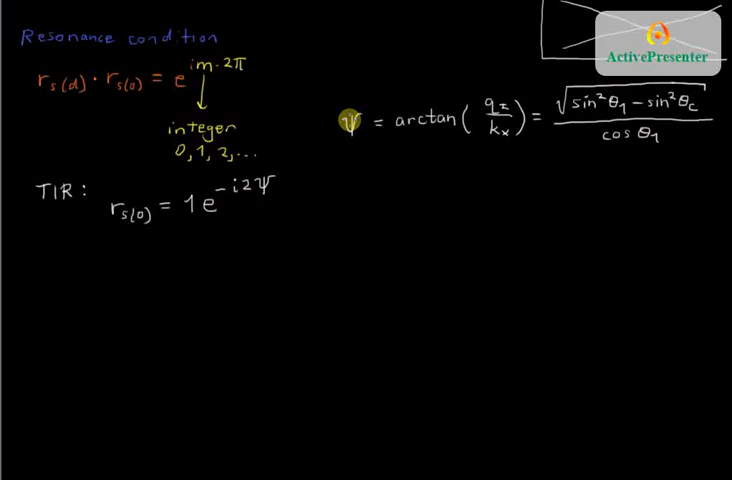 Resonance condition
r_s(d) · r_s(0) = e^{im·2π}
integer
0, 1, 2, ...
ψ = arctan( q_z / k_x ) = √(sin²θ₁ − sin²θ_c) / cos θ₁
TIR: r_s(0) = 1 e^{−i2ψ}
ActivePresenter